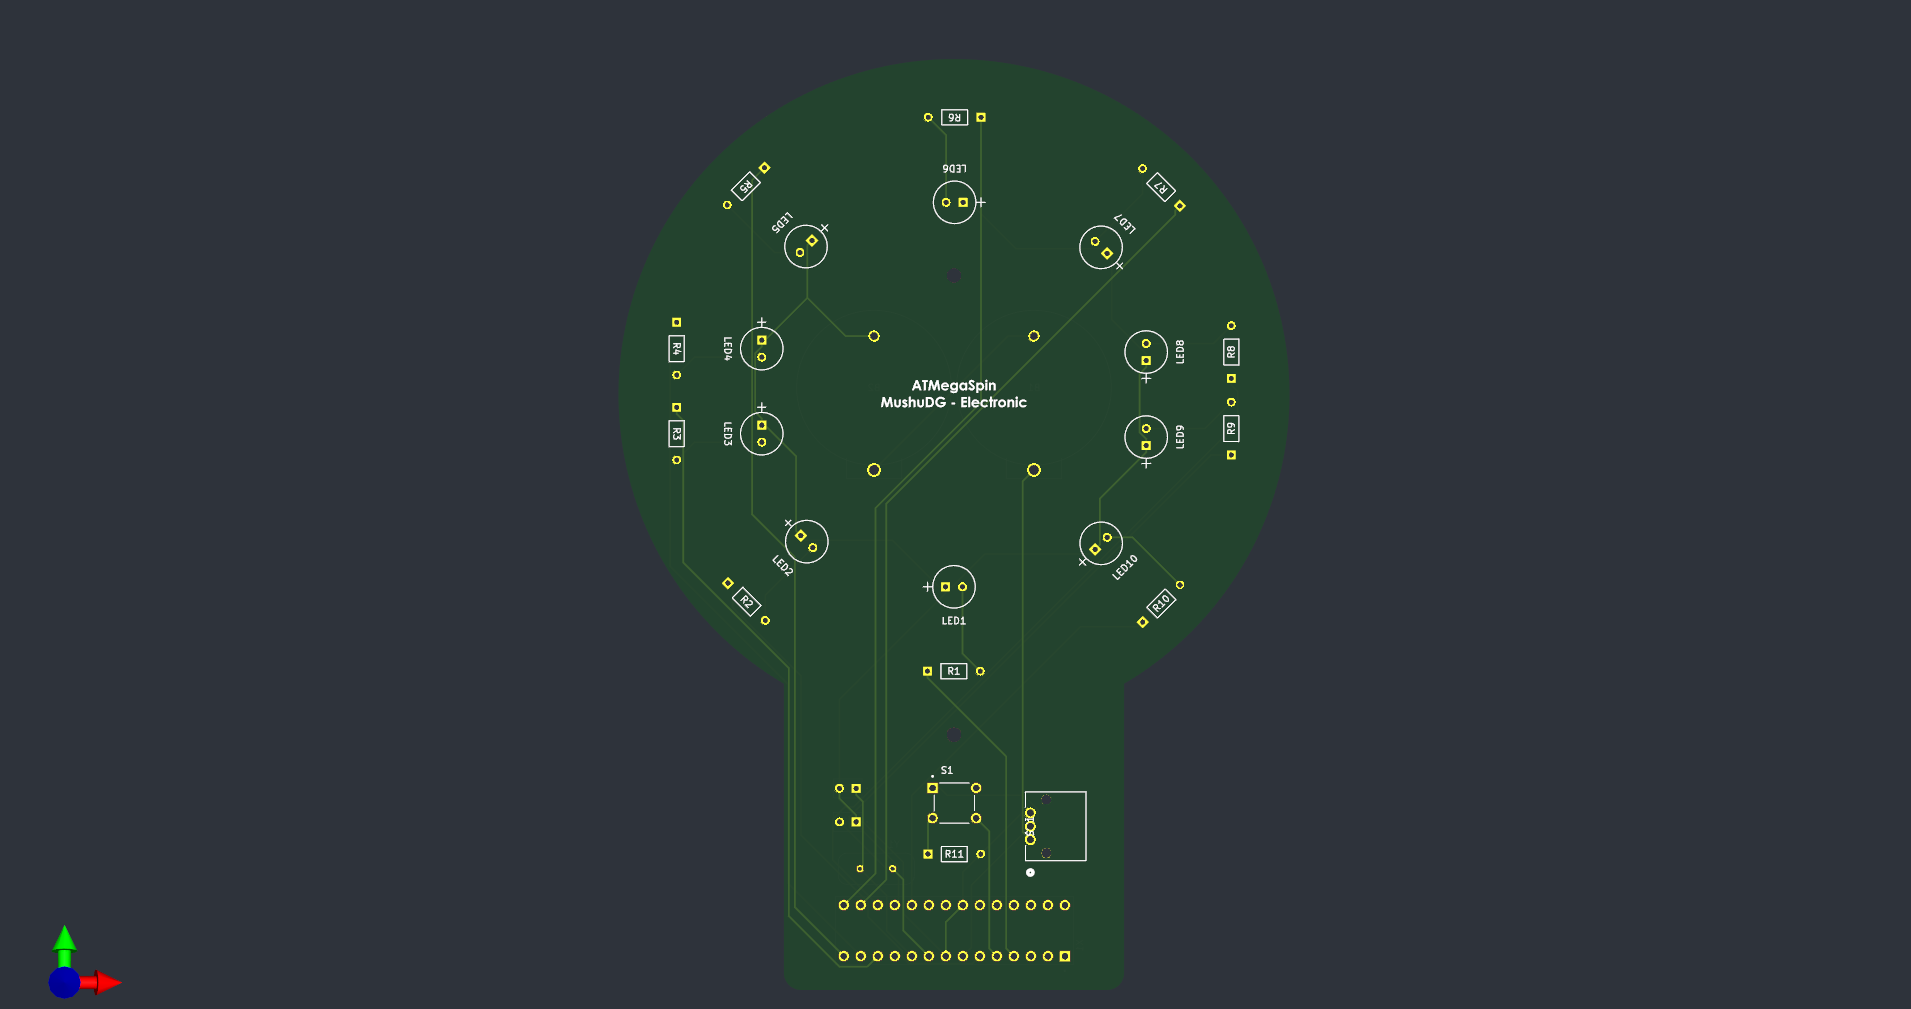 R6
LED6
R5
R7
LED5
LED7
R4
LED4
LED8
R8
ATMegaSpin
MushuDG - Electronic
R3
LED3
LED9
R9
LED2
LED10
R2
R10
LED1
R1
S1
R11